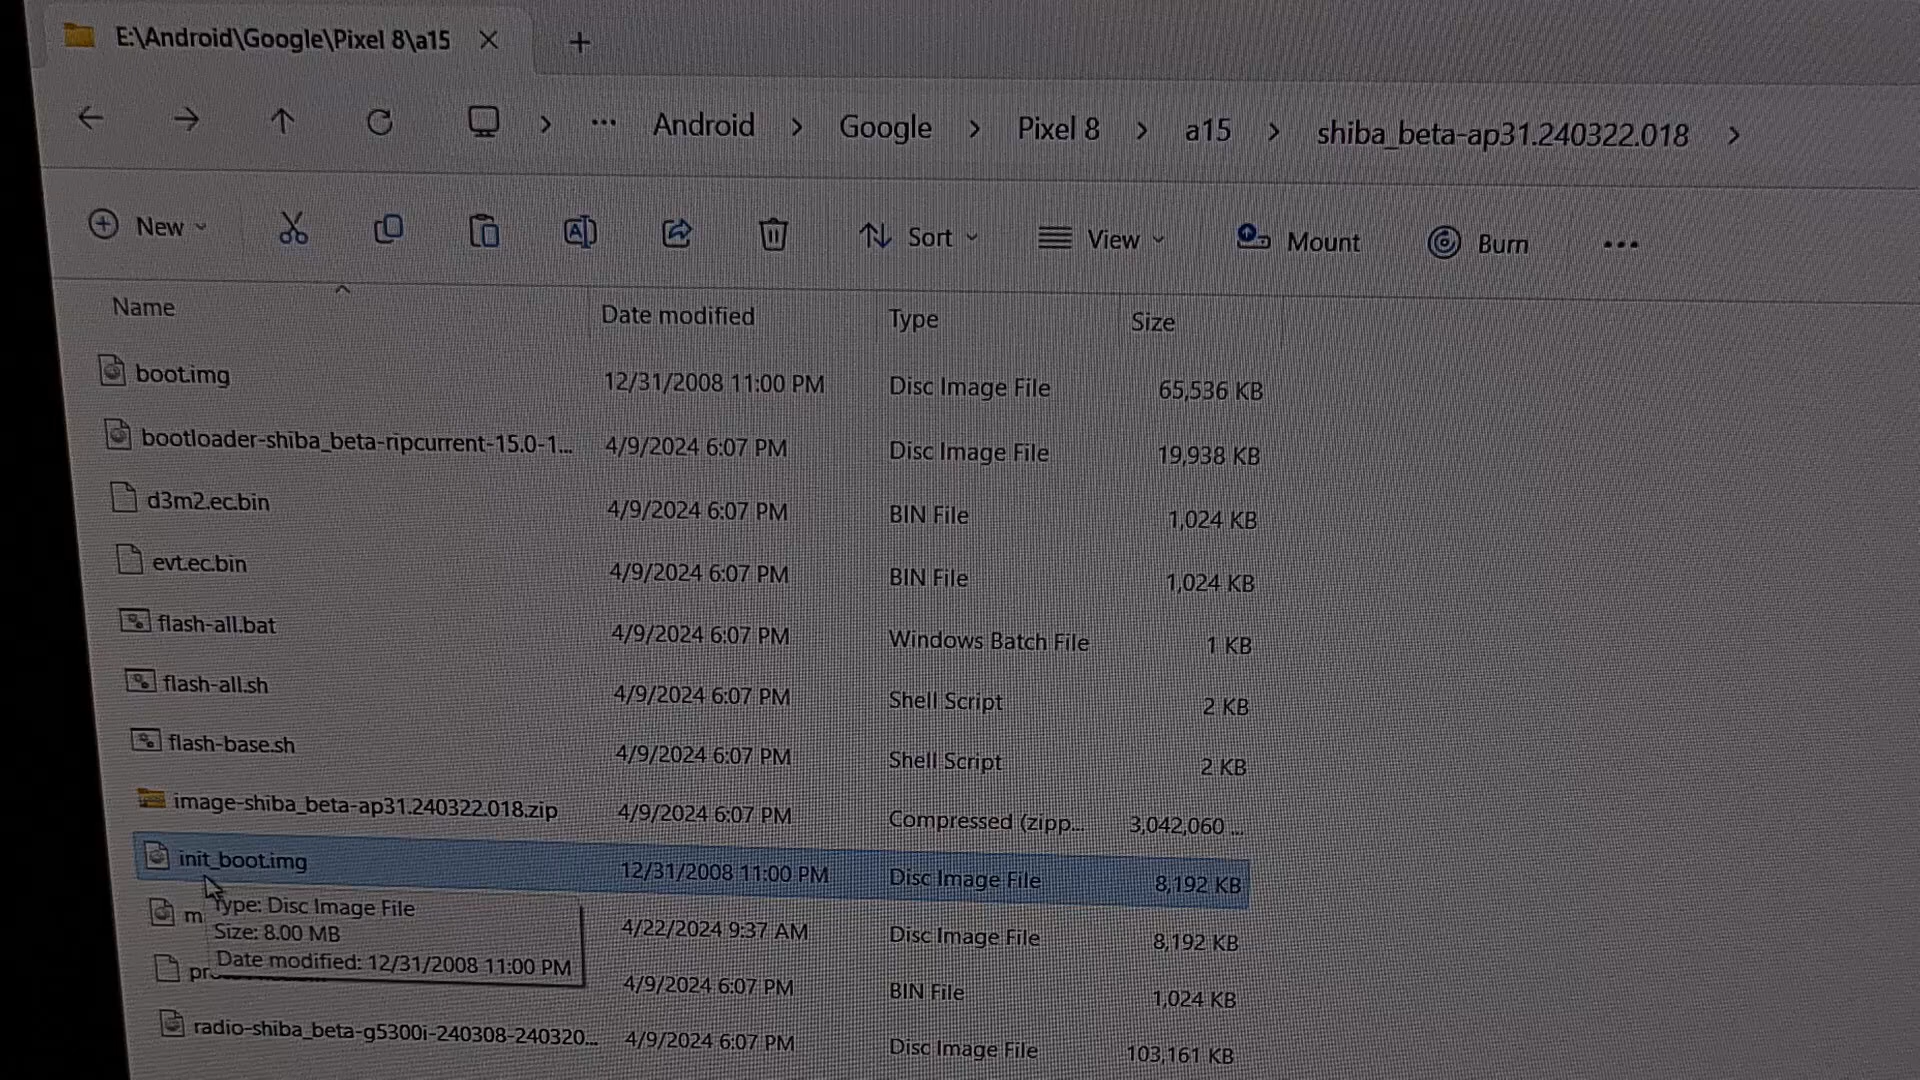 E:\Android\Google\Pixel 8\a15
Android > Google > Pixel 8 > a15 > shiba_beta-ap31.240322.018 >
New Sort View Mount Burn
Name Date modified Type Size
boot.img 12/31/2008 11:00 PM Disc Image File 65,536 KB
bootloader-shiba_beta-ripcurrent-15.0-1... 4/9/2024 6:07 PM Disc Image File 19,938 KB
d3m2.ec.bin 4/9/2024 6:07 PM BIN File 1,024 KB
evt.ec.bin 4/9/2024 6:07 PM BIN File 1,024 KB
flash-all.bat 4/9/2024 6:07 PM Windows Batch File 1 KB
flash-all.sh 4/9/2024 6:07 PM Shell Script 2 KB
flash-base.sh 4/9/2024 6:07 PM Shell Script 2 KB
image-shiba_beta-ap31.240322.018.zip 4/9/2024 6:07 PM Compressed (zipp... 3,042,060 ...
init_boot.img 12/31/2008 11:00 PM Disc Image File 8,192 KB
m 4/22/2024 9:37 AM Disc Image File 8,192 KB
Type: Disc Image File
Size: 8.00 MB
Date modified: 12/31/2008 11:00 PM
4/9/2024 6:07 PM BIN File 1,024 KB
radio-shiba_beta-g5300i-240308-240320... 4/9/2024 6:07 PM Disc Image File 103,161 KB